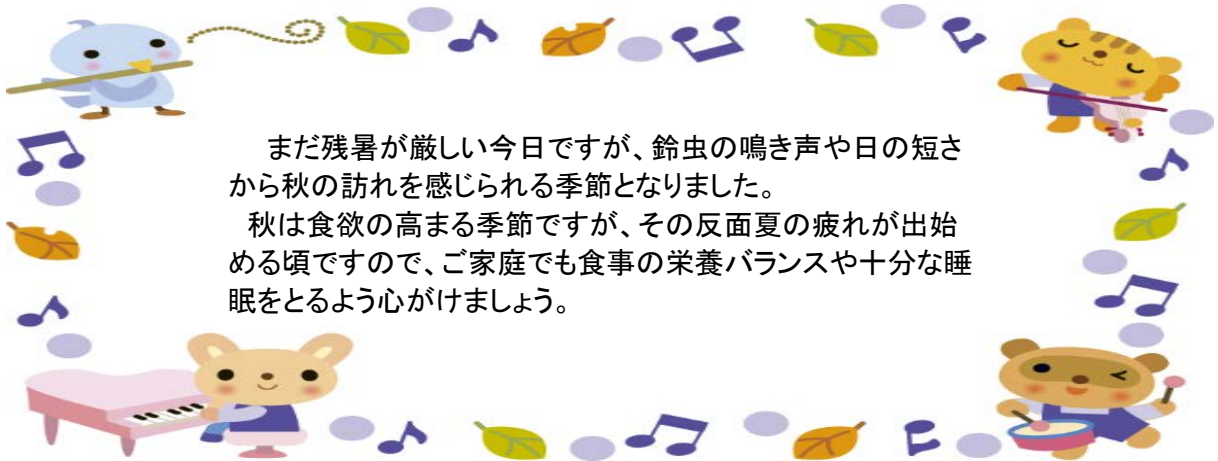 まだ残暑が厳しい今日ですが、鈴虫の鳴き声や日の短さ
から秋の訪れを感じられる季節となりました。
秋は食欲の高まる季節ですが、その反面夏の疲れが出始
める頃ですので、ご家庭でも食事の栄養バランスや十分な睡
眠をとるよう心がけましょう。